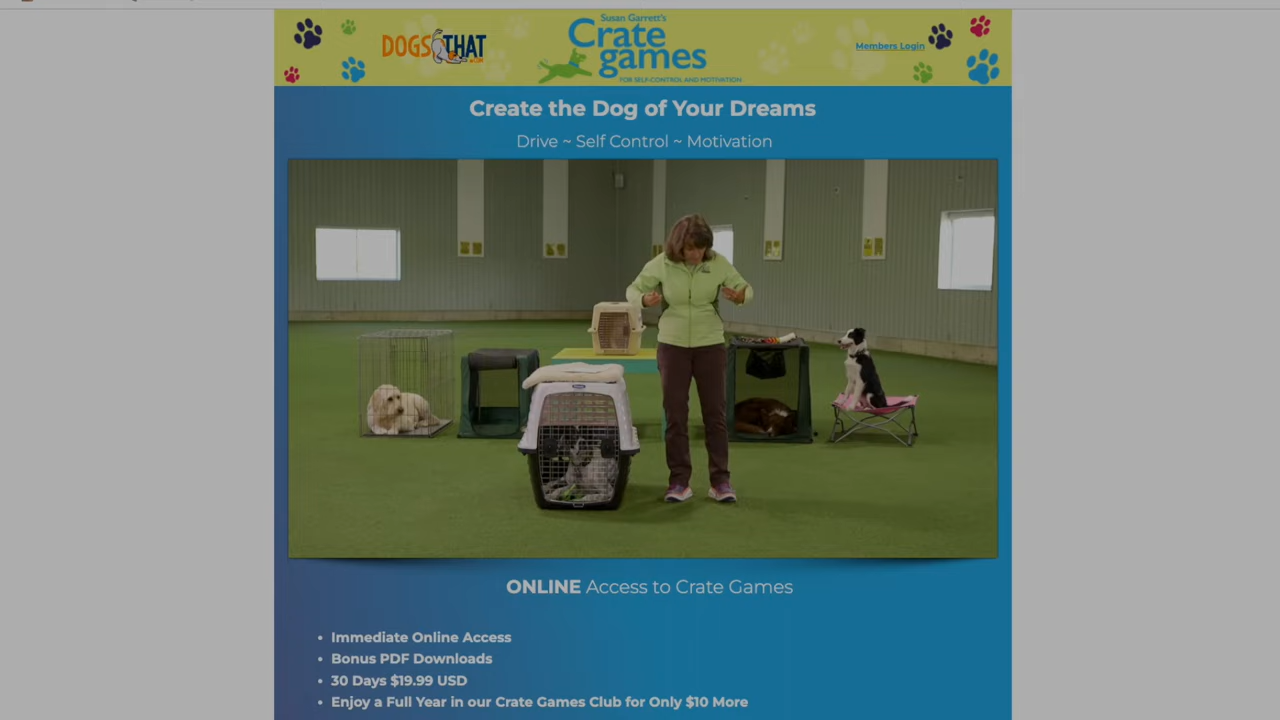 DOGSTHAT
Susan Garrett's
Crate
games
FOR SELF-CONTROL AND MOTIVATION
Members Login
Create the Dog of Your Dreams
Drive ~ Self Control ~ Motivation
ONLINE Access to Crate Games
• Immediate Online Access
• Bonus PDF Downloads
• 30 Days $19.99 USD
• Enjoy a Full Year in our Crate Games Club for Only $10 More